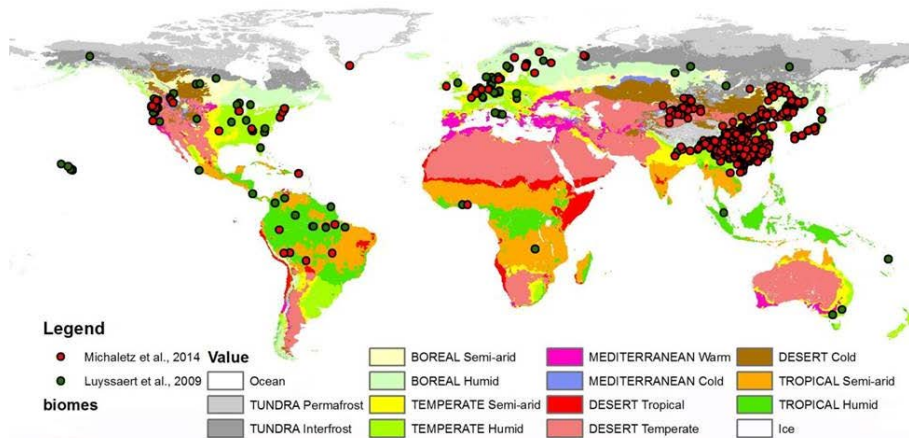 Legend
Michaletz et al., 2014
Luyssaert et al., 2009
biomes
Value
Ocean
TUNDRA Permafrost
TUNDRA Interfrost
BOREAL Semi-arid
BOREAL Humid
TEMPERATE Semi-arid
TEMPERATE Humid
MEDITERRANEAN Warm
MEDITERRANEAN Cold
DESERT Tropical
DESERT Temperate
DESERT Cold
TROPICAL Semi-arid
TROPICAL Humid
Ice